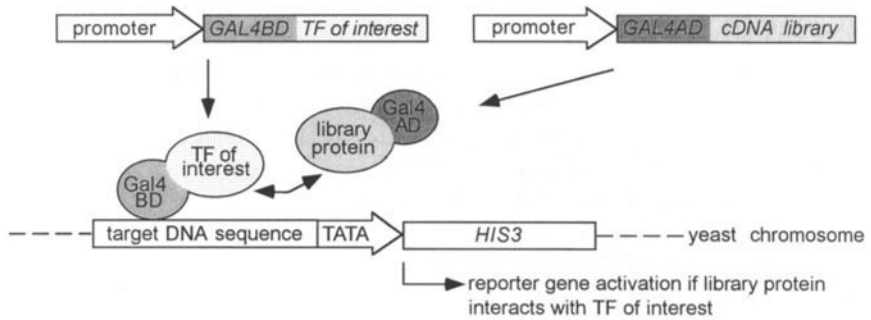 promoter GAL4BD TF of interest
promoter GAL4AD cDNA library
Gal4
AD
library
protein
TF of
interest
Gal4
BD
target DNA sequence TATA HIS3 yeast chromosome
reporter gene activation if library protein
interacts with TF of interest